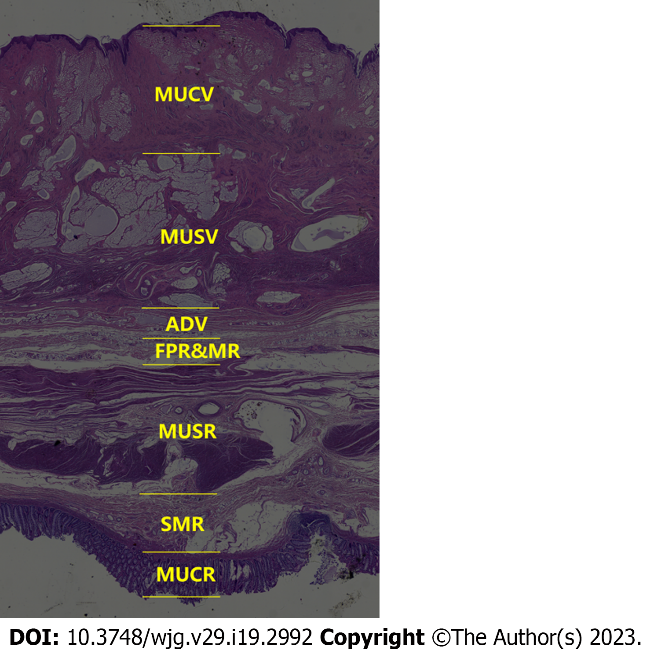 MUCV
MUSV
ADV
FPR&MR
MUSR
SMR
MUCR
DOI: 10.3748/wjg.v29.i19.2992 Copyright ©The Author(s) 2023.